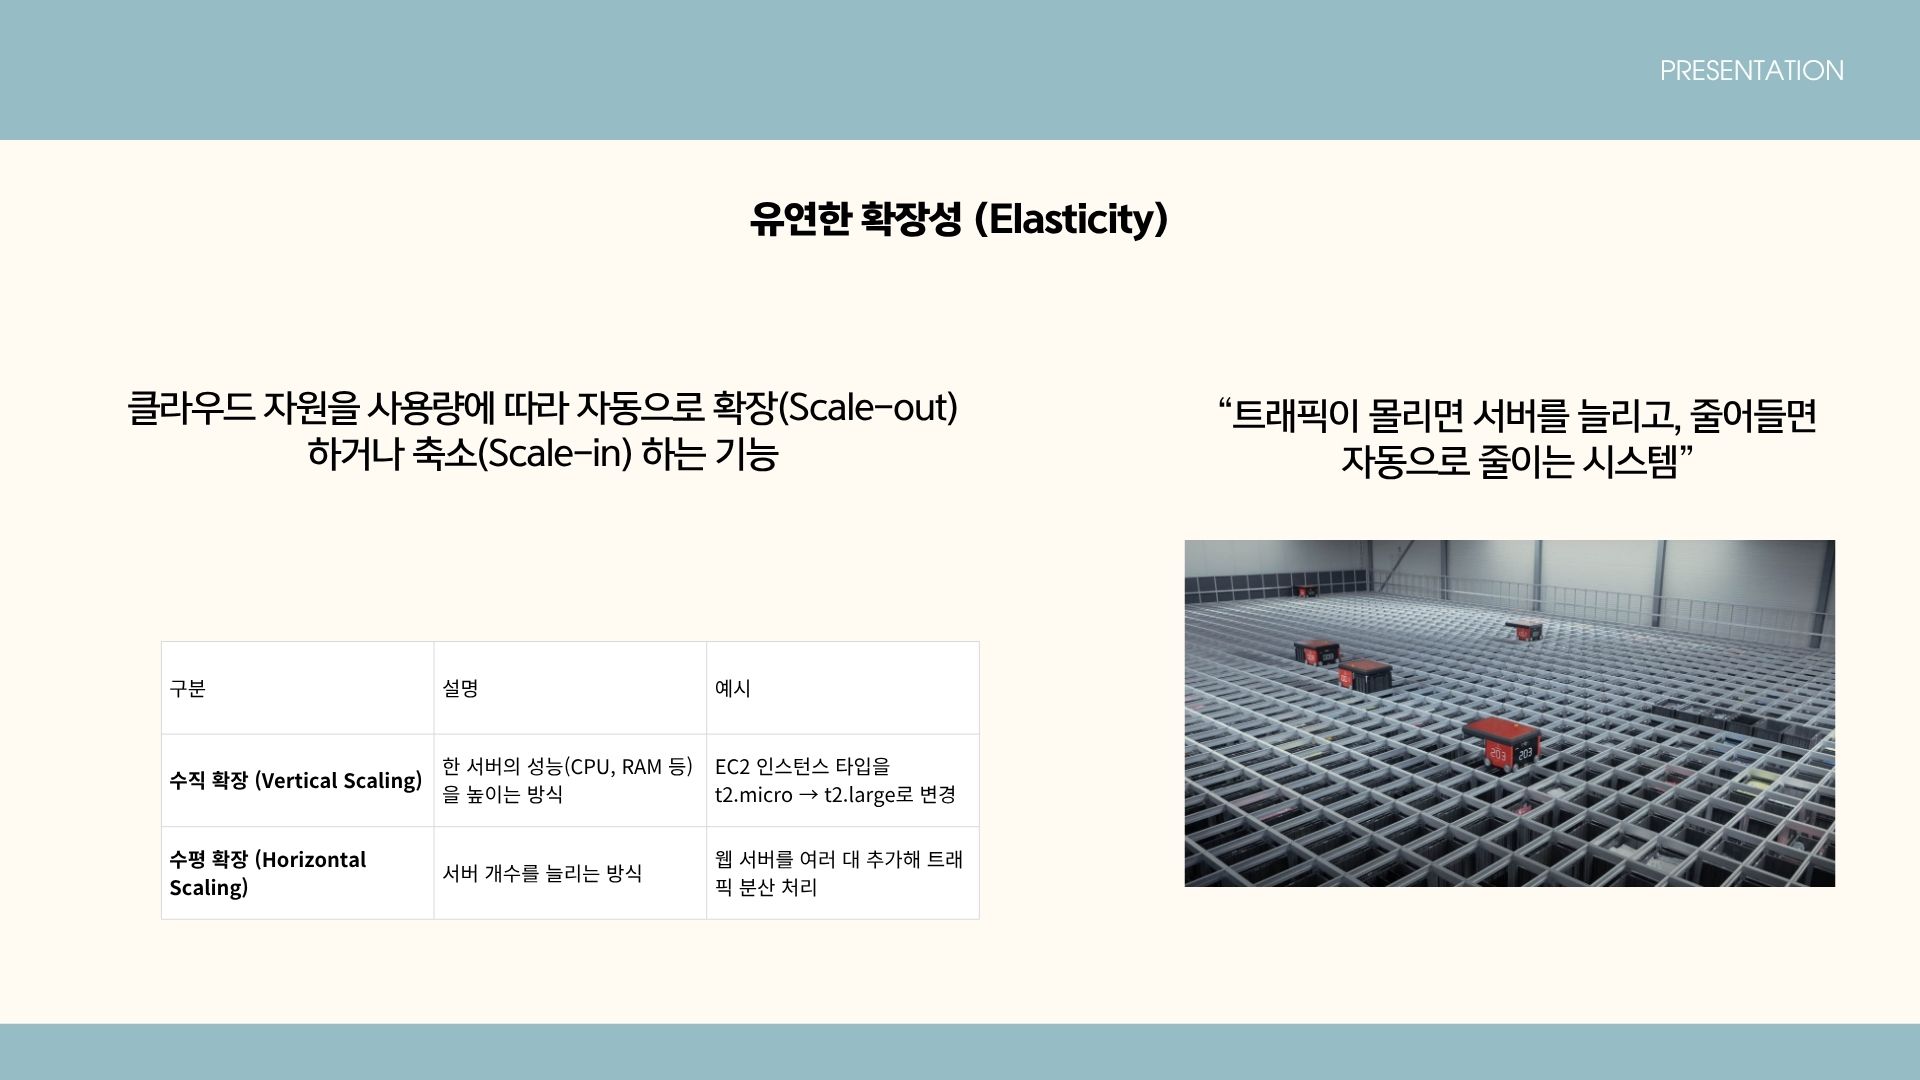 PRESENTATION
유연한 확장성 (Elasticity)
클라우드 자원을 사용량에 따라 자동으로 확장(Scale-out)
하거나 축소(Scale-in) 하는 기능
“트래픽이 몰리면 서버를 늘리고, 줄어들면
자동으로 줄이는 시스템”
구분
설명
예시
수직 확장 (Vertical Scaling)
한 서버의 성능(CPU, RAM 등)
을 높이는 방식
EC2 인스턴스 타입을
t2.micro → t2.large로 변경
수평 확장 (Horizontal
Scaling)
서버 개수를 늘리는 방식
웹 서버를 여러 대 추가해 트래
픽 분산 처리
203
203